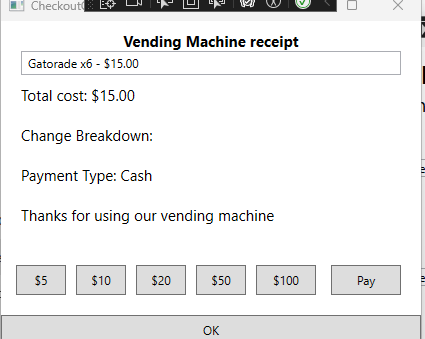 Vending Machine receipt
Gatorade x6 - $15.00
Total cost: $15.00
Change Breakdown:
Payment Type: Cash
Thanks for using our vending machine
$5 $10 $20 $50 $100 Pay
OK